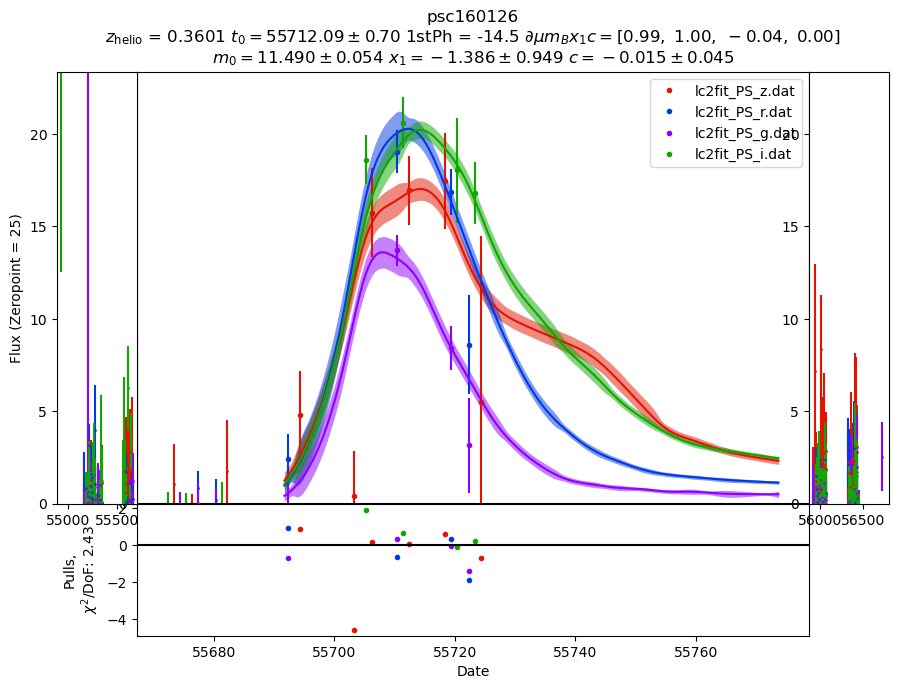 psc160126
z_helio = 0.3601 t_0 = 55712.09 ± 0.70 1stPh = -14.5 ∂μm_Bx_1c = [0.99, 1.00, −0.04, 0.00]
m_0 = 11.490 ± 0.054 x_1 = −1.386 ± 0.949 c = −0.015 ± 0.045
lc2fit_PS_z.dat
lc2fit_PS_r.dat
lc2fit_PS_g.dat
lc2fit_PS_i.dat
Flux (Zeropoint = 25)
20
15
10
5
0
20
15
10
5
0
55000
55500
56000
56500
Pulls,
χ²/DoF: 2.43
2
0
−2
−4
55680
55700
55720
55740
55760
Date